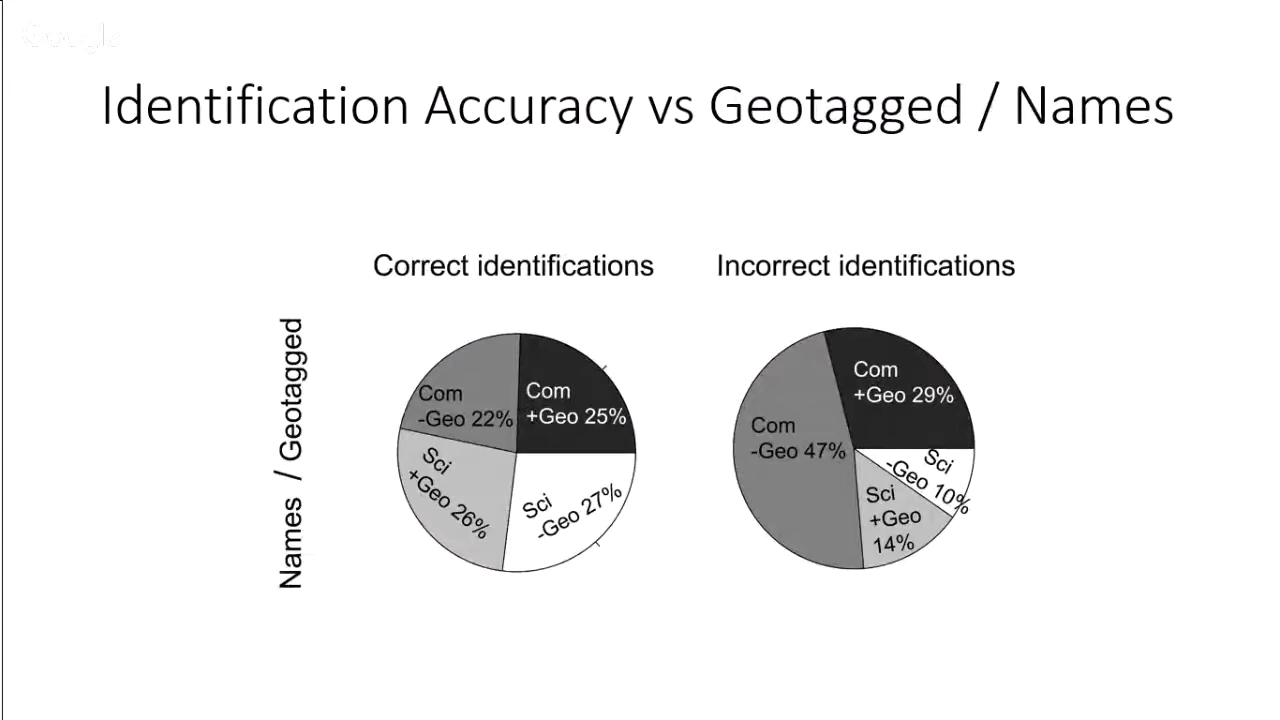 Google
Identification Accuracy vs Geotagged / Names
Correct identifications
Incorrect identifications
Names / Geotagged
Com
-Geo 22%
Com
+Geo 25%
Sci
+Geo 26%
Sci
-Geo 27%
Com
+Geo 29%
Com
-Geo 47%
Sci
-Geo 10%
Sci
+Geo
14%